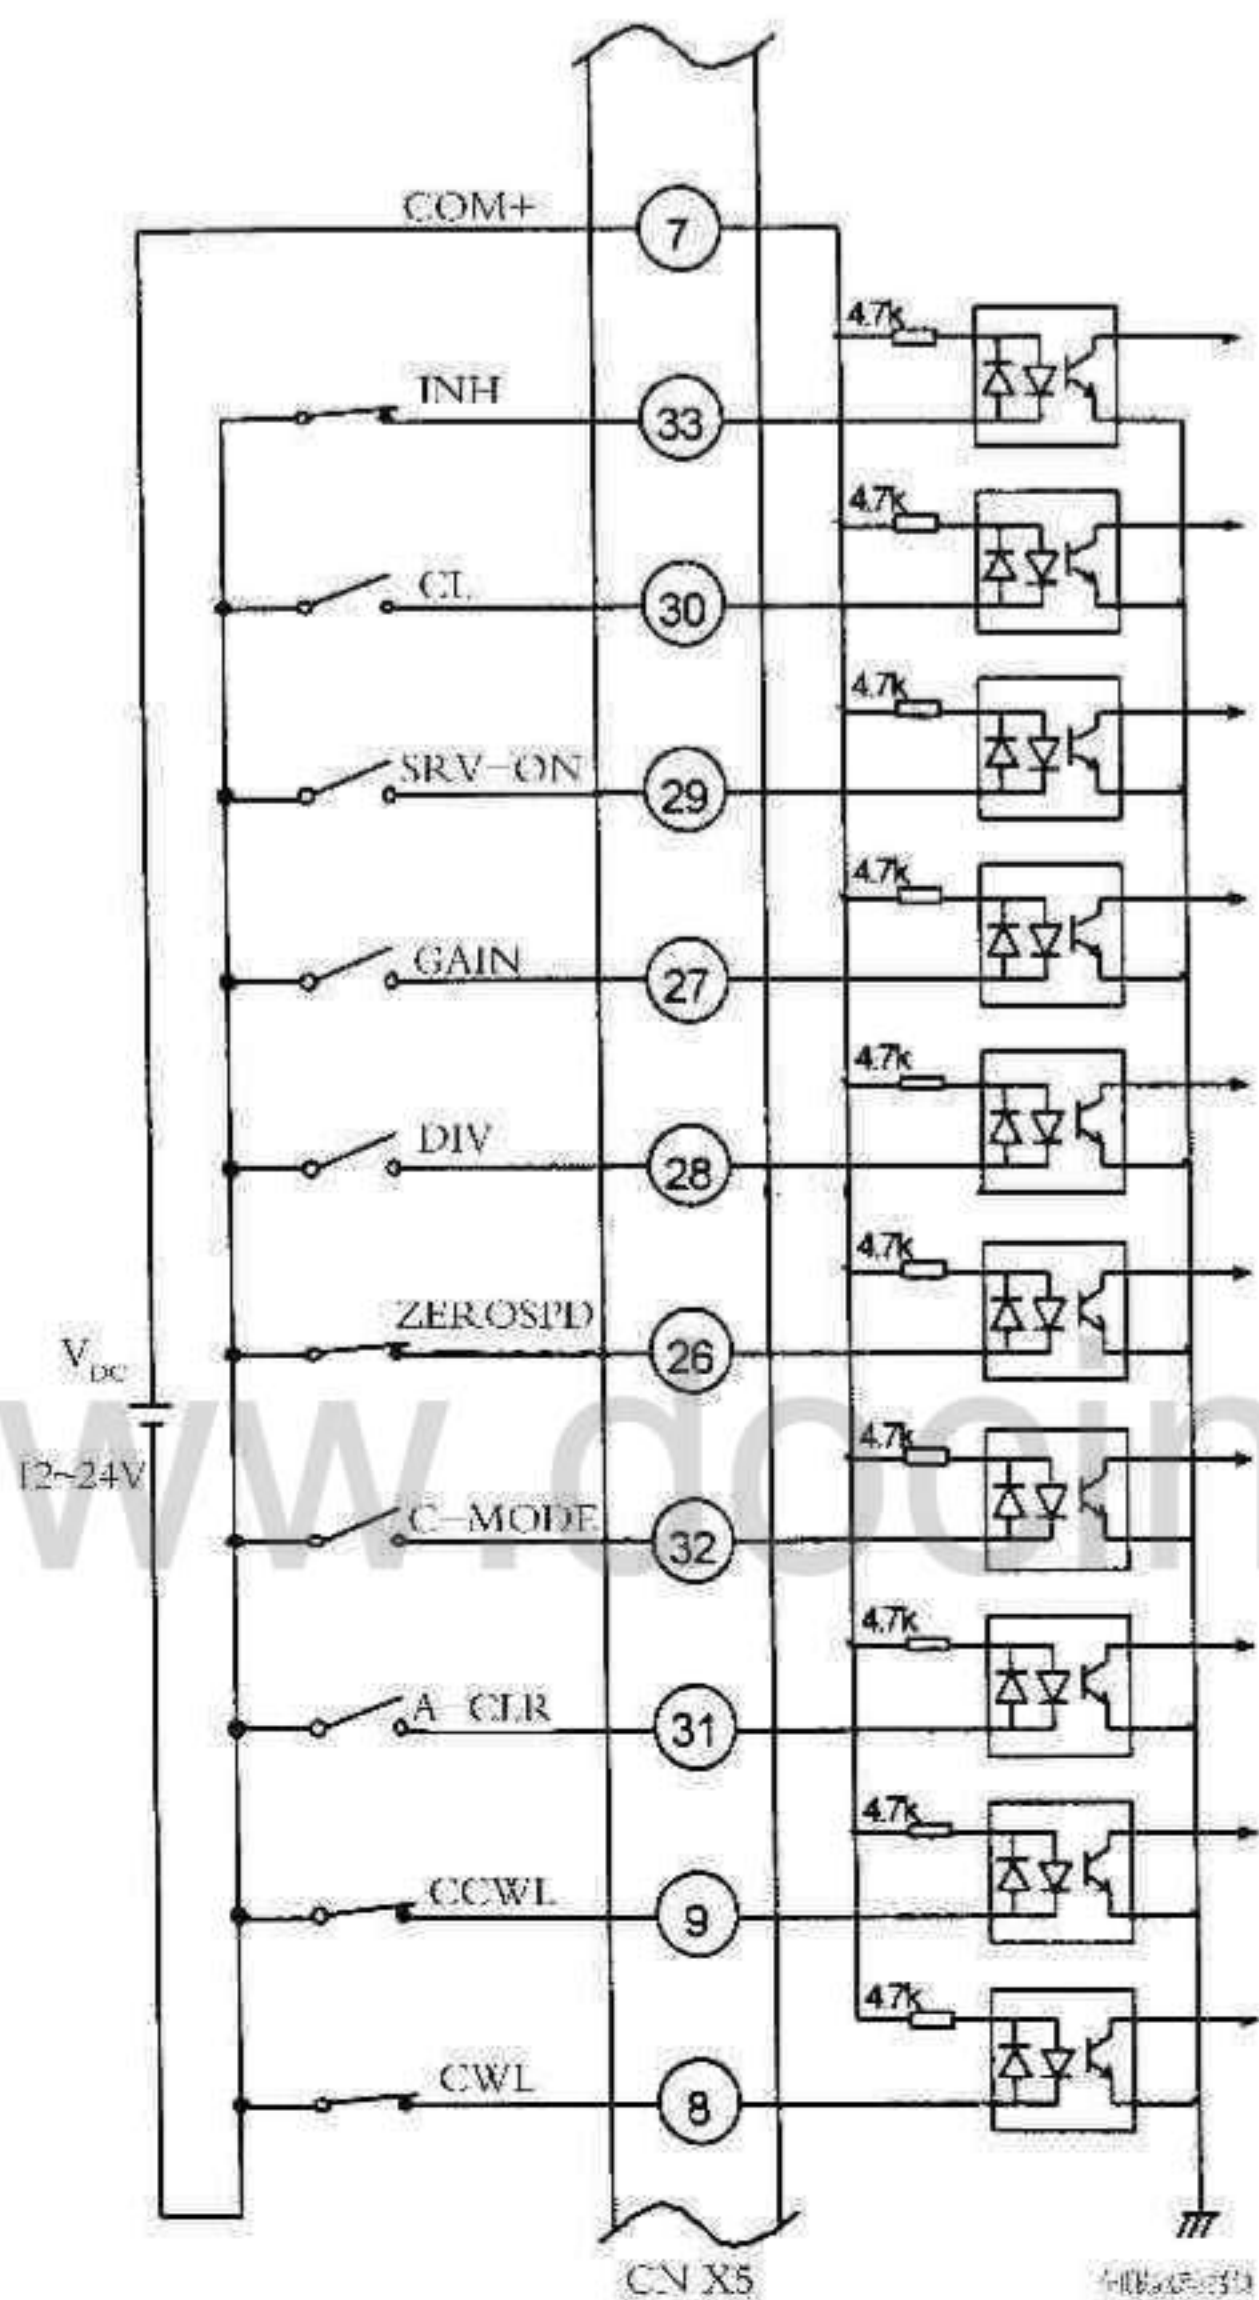 COM+
7
4.7k
INH
33
4.7k
CL
30
4.7k
SRV-ON
29
4.7k
GAIN
27
4.7k
DIV
28
4.7k
ZEROSPD
26
VDC
4.7k
12~24V
C-MODE
32
4.7k
A-CLR
31
4.7k
CCWL
9
4.7k
CWL
8
CN X5